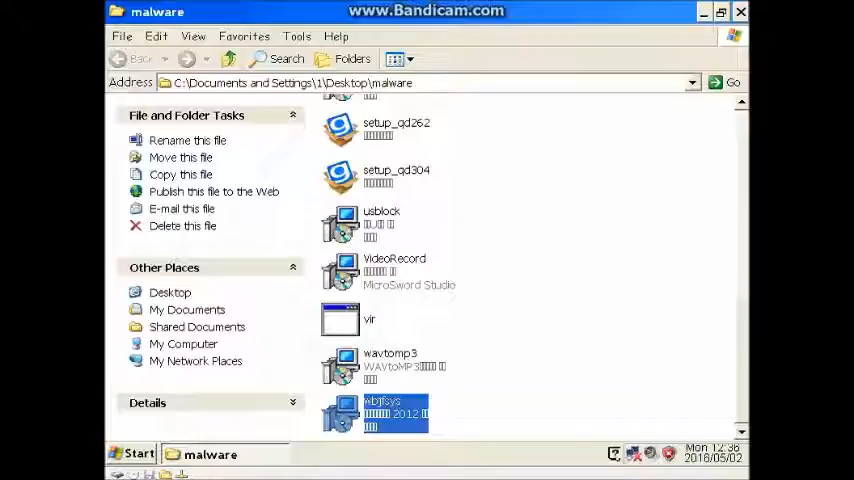 malware
www.Bandicam.com
File Edit View Favorites Tools Help
Back Search Folders
Address C:\Documents and Settings\1\Desktop\malware Go
File and Folder Tasks
Rename this file
Move this file
Copy this file
Publish this file to the Web
E-mail this file
Delete this file
Other Places
Desktop
My Documents
Shared Documents
My Computer
My Network Places
Details
setup_qd262
setup_qd304
usblock
VideoRecord
MicroSword Studio
vir
wavtomp3
WAVtoMP3
wbjfsys
2012
Start malware
Mon 12:36
2016/05/02